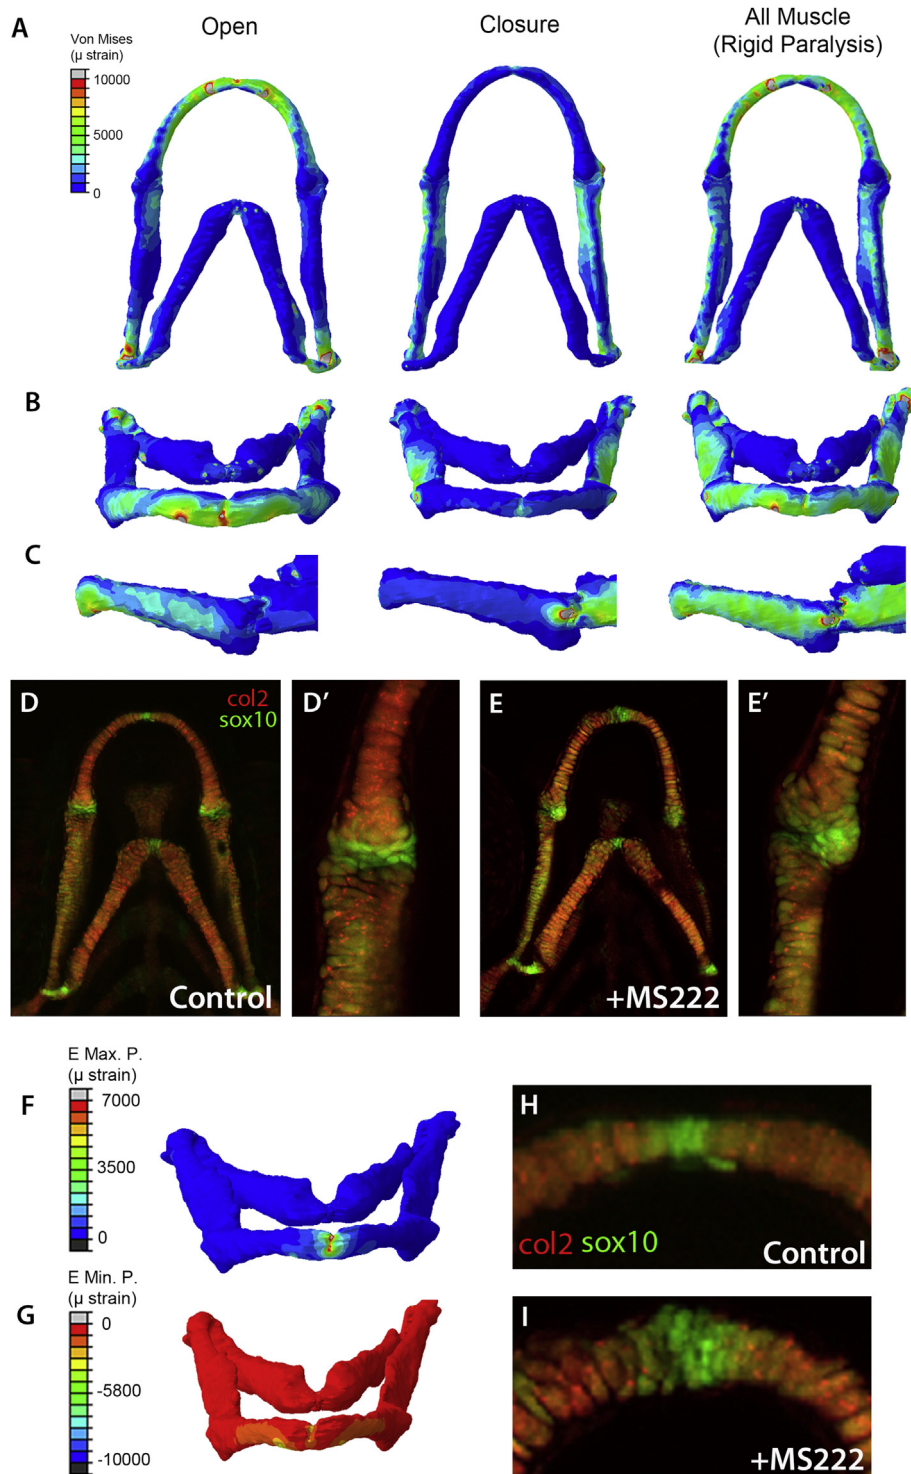 A
Open
Closure
All Muscle
(Rigid Paralysis)
Von Mises
(µ strain)
10000
5000
0
B
C
D
col2
sox10
Control
D'
E
+MS222
E'
E Max. P.
(µ strain)
7000
3500
0
F
E Min. P.
(µ strain)
0
-5800
-10000
G
H
col2 sox10
Control
I
+MS222